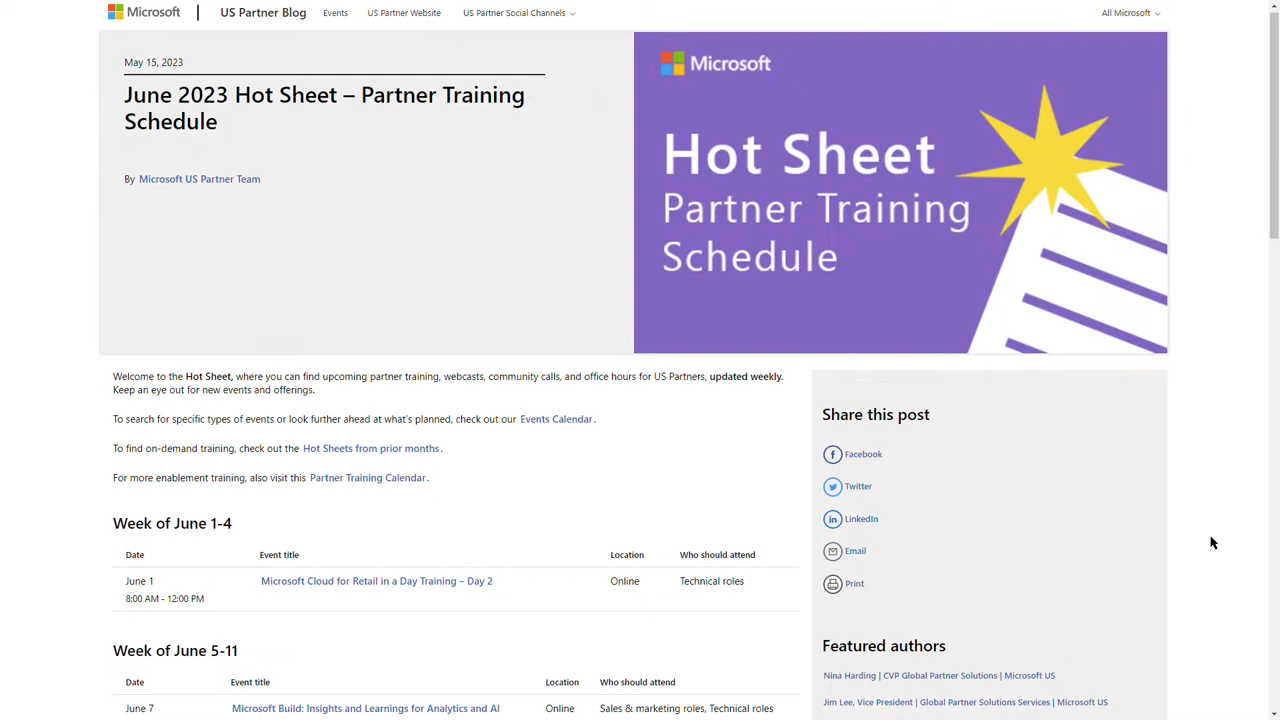 Microsoft
US Partner Blog
Events
US Partner Website
US Partner Social Channels
All Microsoft
May 15, 2023
June 2023 Hot Sheet – Partner Training
Schedule
By Microsoft US Partner Team
Microsoft
Hot Sheet
Partner Training
Schedule
Welcome to the Hot Sheet, where you can find upcoming partner training, webcasts, community calls, and office hours for US Partners, updated weekly.
Keep an eye out for new events and offerings.
To search for specific types of events or look further ahead at what's planned, check out our Events Calendar.
To find on-demand training, check out the Hot Sheets from prior months.
For more enablement training, also visit this Partner Training Calendar.
Week of June 1-4
Date Event title Location Who should attend
June 1 Microsoft Cloud for Retail in a Day Training – Day 2 Online Technical roles
8:00 AM - 12:00 PM
Week of June 5-11
Date Event title Location Who should attend
June 7 Microsoft Build: Insights and Learnings for Analytics and AI Online Sales & marketing roles, Technical roles
Share this post
Facebook
Twitter
LinkedIn
Email
Print
Featured authors
Nina Harding | CVP Global Partner Solutions | Microsoft US
Jim Lee, Vice President | Global Partner Solutions Services | Microsoft US